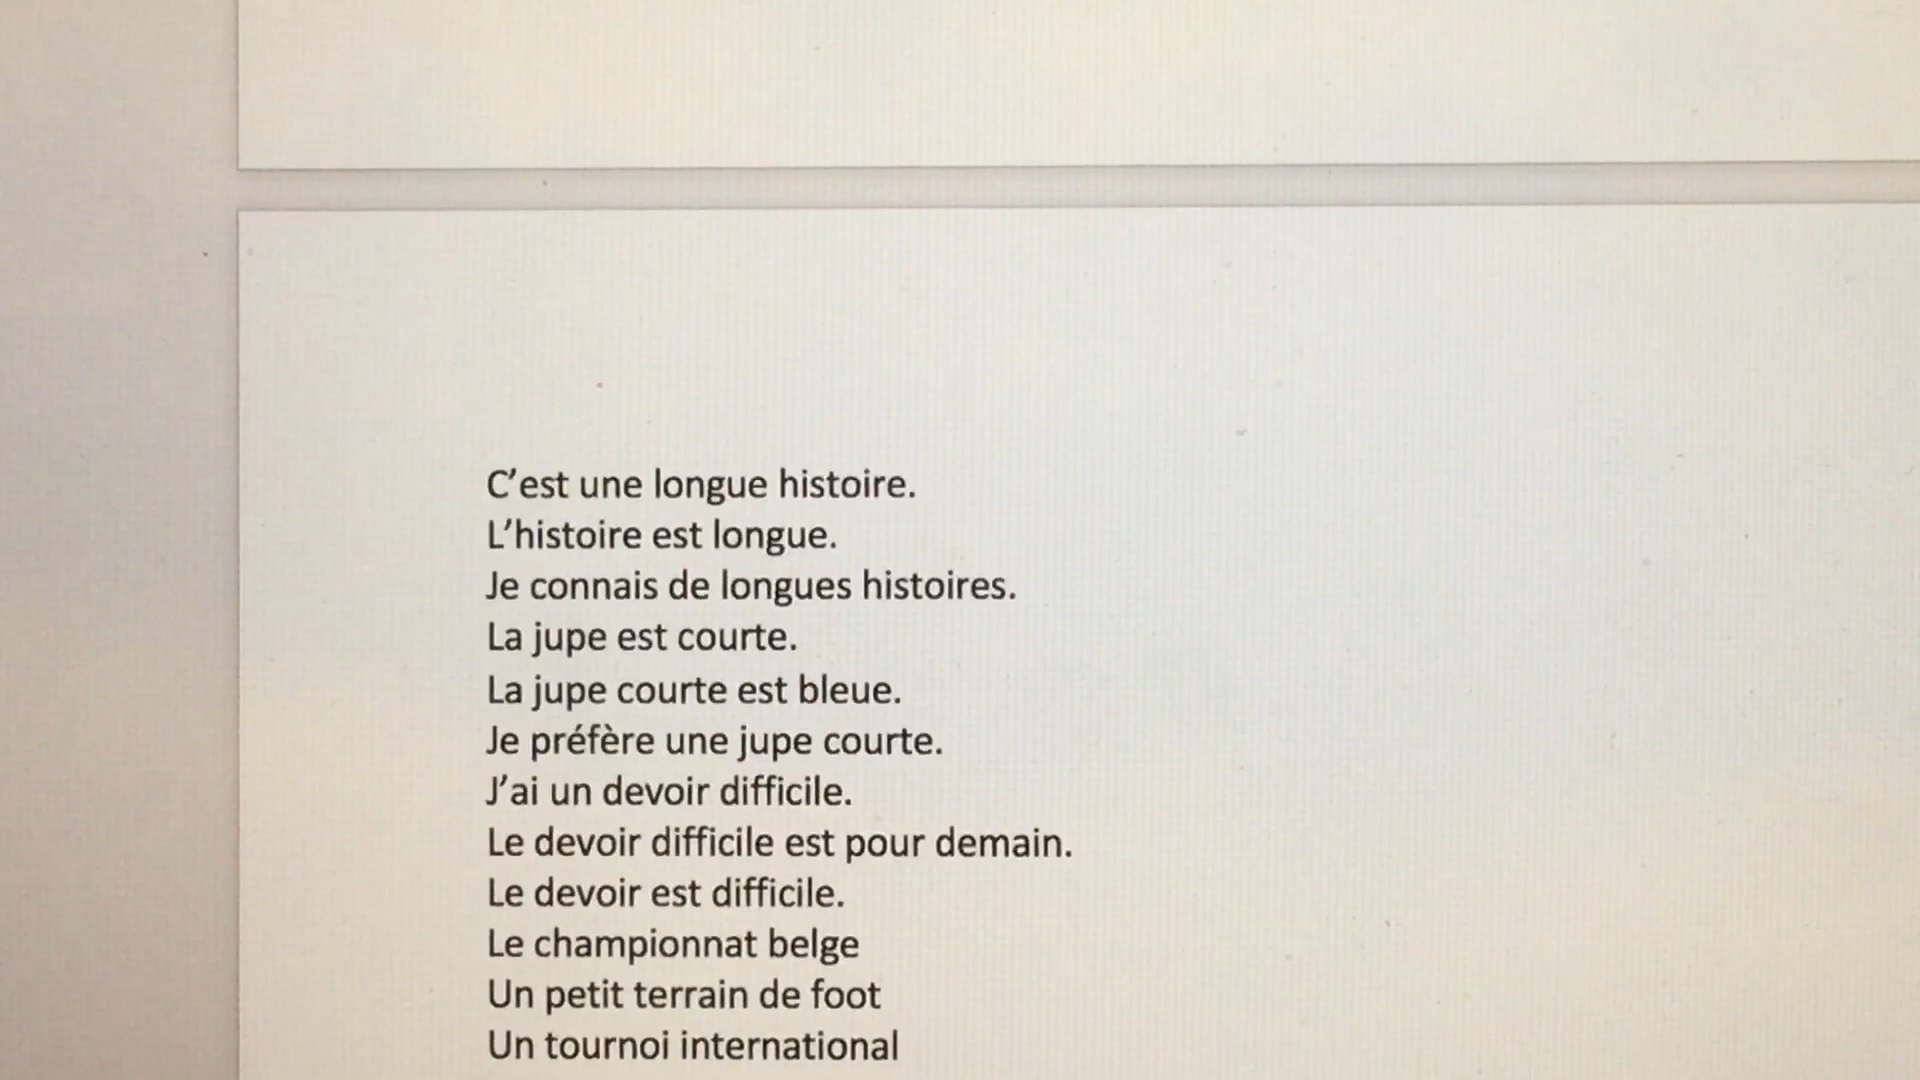 C'est une longue histoire.
L'histoire est longue.
Je connais de longues histoires.
La jupe est courte.
La jupe courte est bleue.
Je préfère une jupe courte.
J'ai un devoir difficile.
Le devoir difficile est pour demain.
Le devoir est difficile.
Le championnat belge
Un petit terrain de foot
Un tournoi international